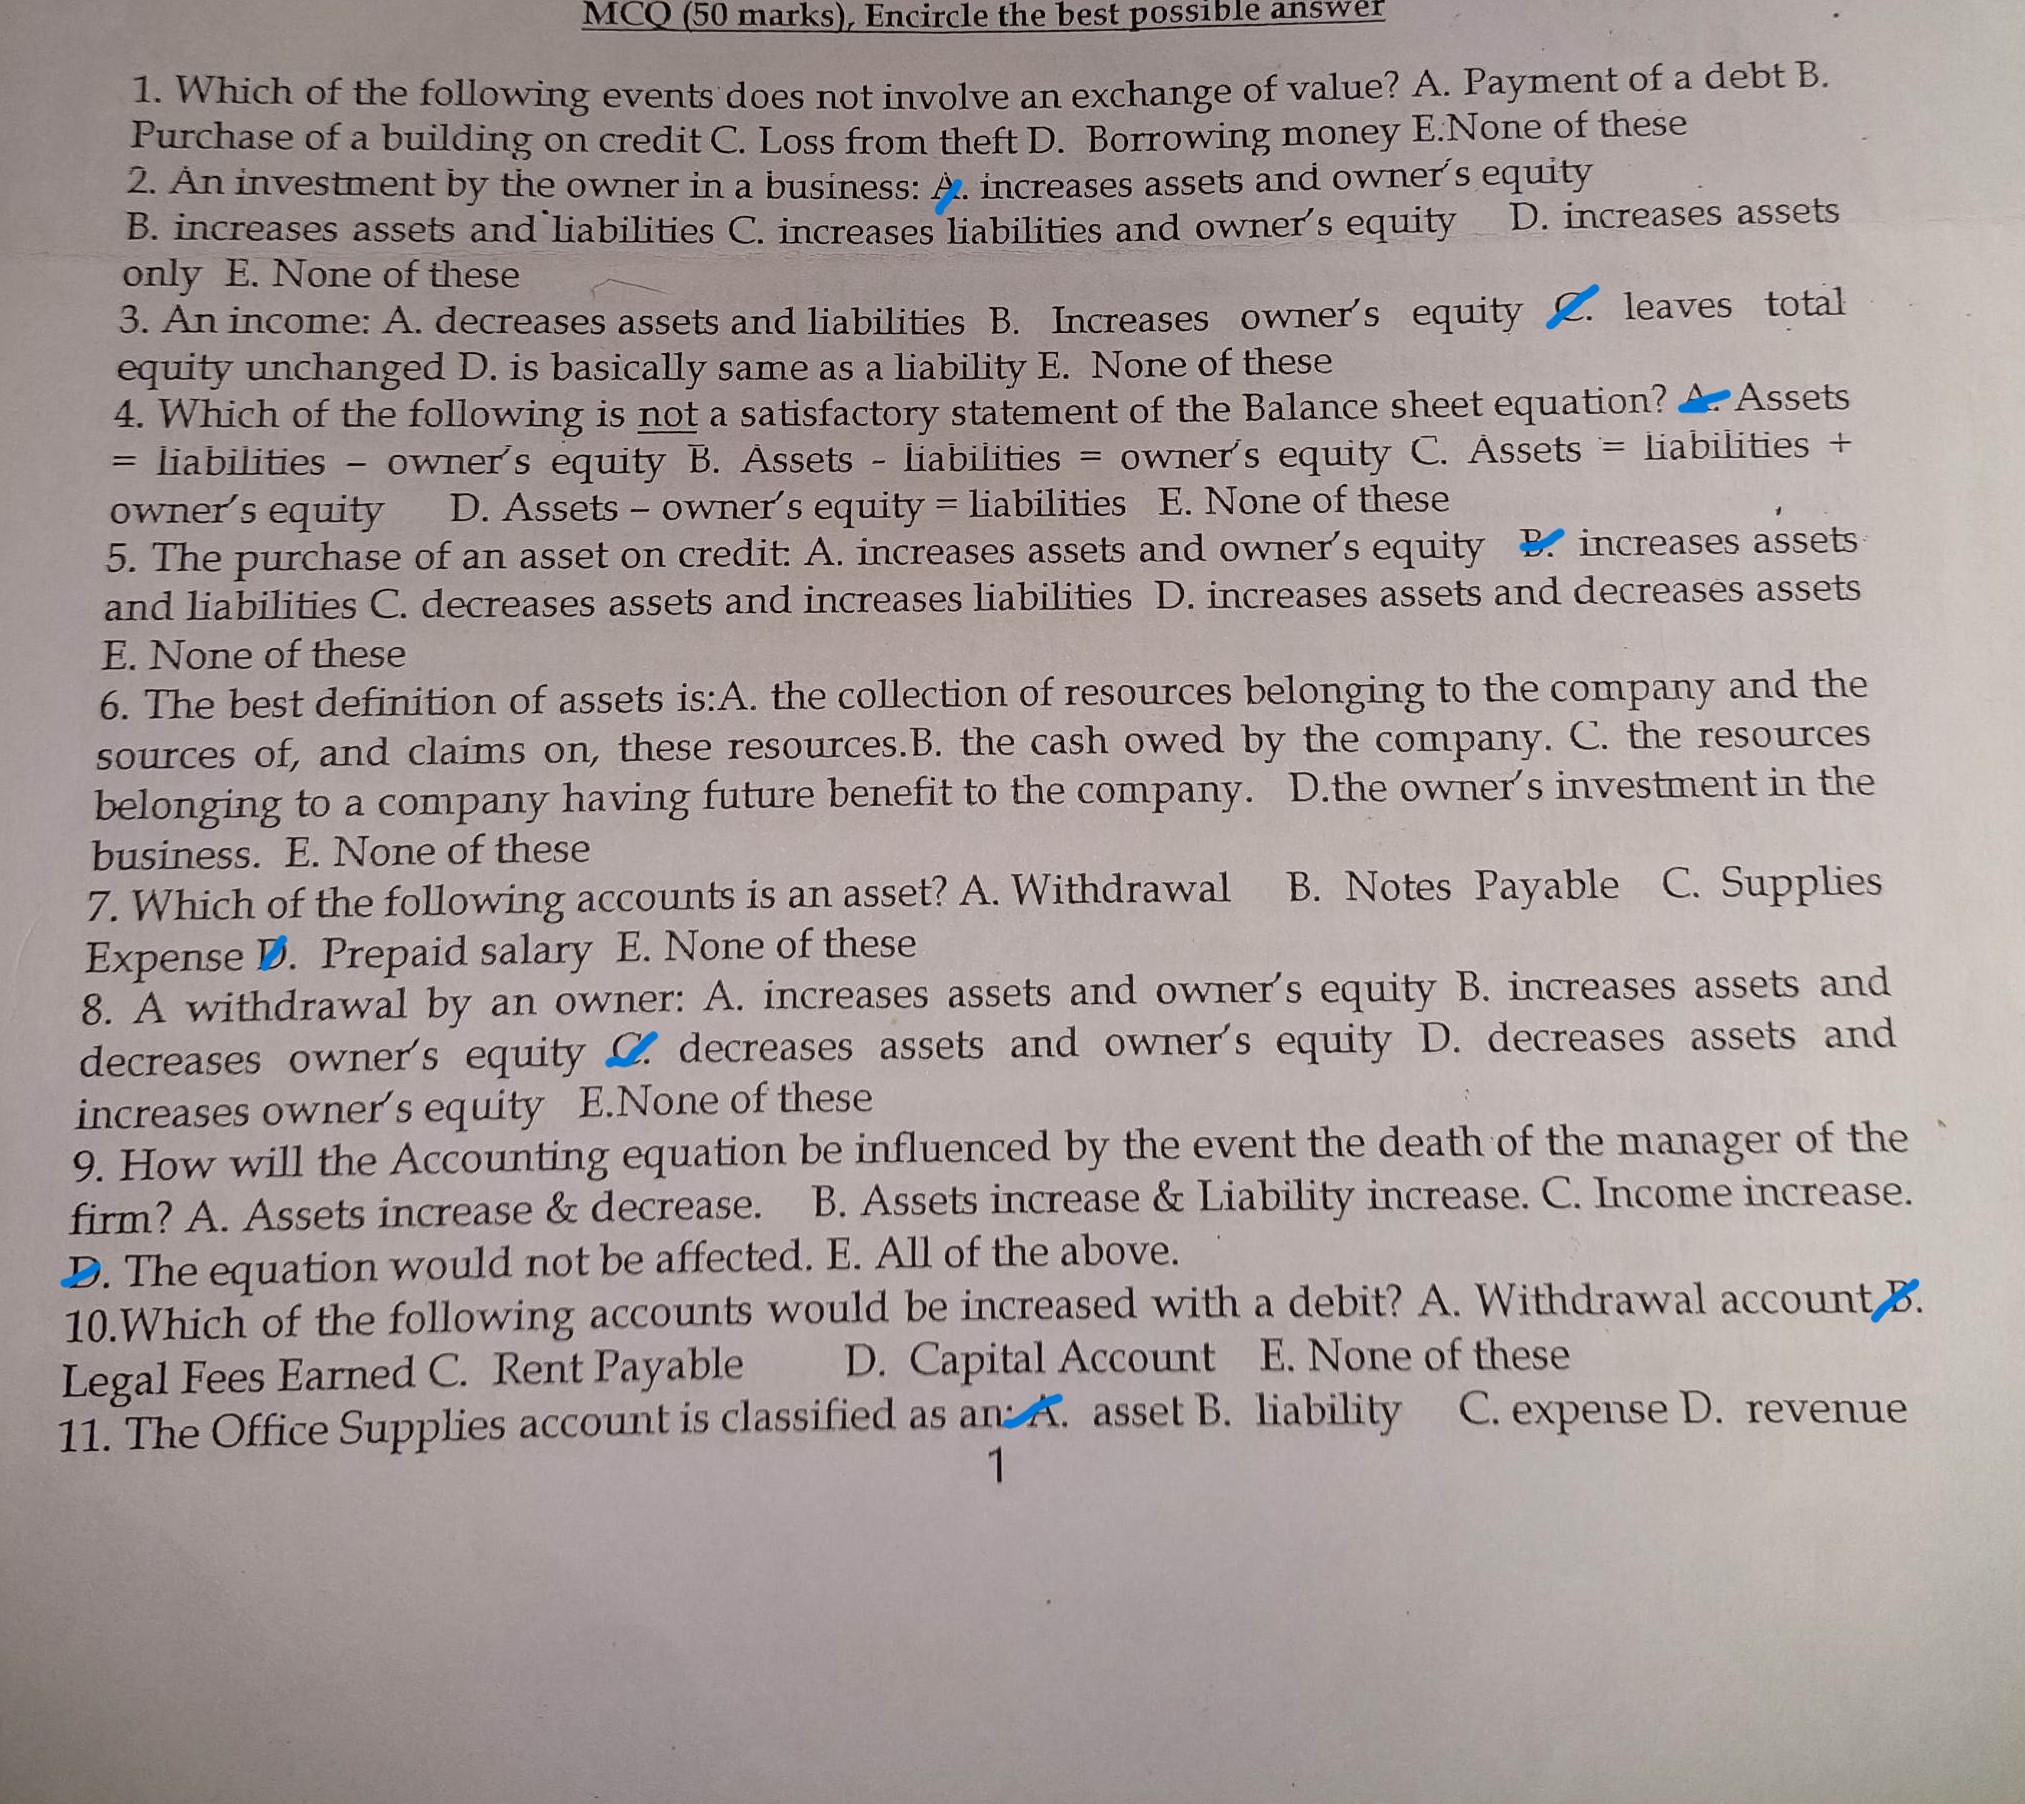 MCQ (50 marks), Encircle the best possible answer
1. Which of the following events does not involve an exchange of value? A. Payment of a debt B.
Purchase of a building on credit C. Loss from theft D. Borrowing money E.None of these
2. An investment by the owner in a business: A. increases assets and owner's equity
B. increases assets and liabilities C. increases liabilities and owner's equity D. increases assets
only E. None of these
3. An income: A. decreases assets and liabilities B. Increases owner's equity C. leaves total
equity unchanged D. is basically same as a liability E. None of these
4. Which of the following is not a satisfactory statement of the Balance sheet equation? A. Assets
= liabilities – owner's equity B. Assets - liabilities = owner's equity C. Assets = liabilities +
owner's equity D. Assets – owner's equity = liabilities E. None of these
5. The purchase of an asset on credit: A. increases assets and owner's equity B. increases assets
and liabilities C. decreases assets and increases liabilities D. increases assets and decreases assets
E. None of these
6. The best definition of assets is:A. the collection of resources belonging to the company and the
sources of, and claims on, these resources.B. the cash owed by the company. C. the resources
belonging to a company having future benefit to the company. D.the owner's investment in the
business. E. None of these
7. Which of the following accounts is an asset? A. Withdrawal B. Notes Payable C. Supplies
Expense D. Prepaid salary E. None of these
8. A withdrawal by an owner: A. increases assets and owner's equity B. increases assets and
decreases owner's equity C. decreases assets and owner's equity D. decreases assets and
increases owner's equity E.None of these
9. How will the Accounting equation be influenced by the event the death of the manager of the
firm? A. Assets increase & decrease. B. Assets increase & Liability increase. C. Income increase.
D. The equation would not be affected. E. All of the above.
10.Which of the following accounts would be increased with a debit? A. Withdrawal account B.
Legal Fees Earned C. Rent Payable D. Capital Account E. None of these
11. The Office Supplies account is classified as an: A. asset B. liability C. expense D. revenue
1